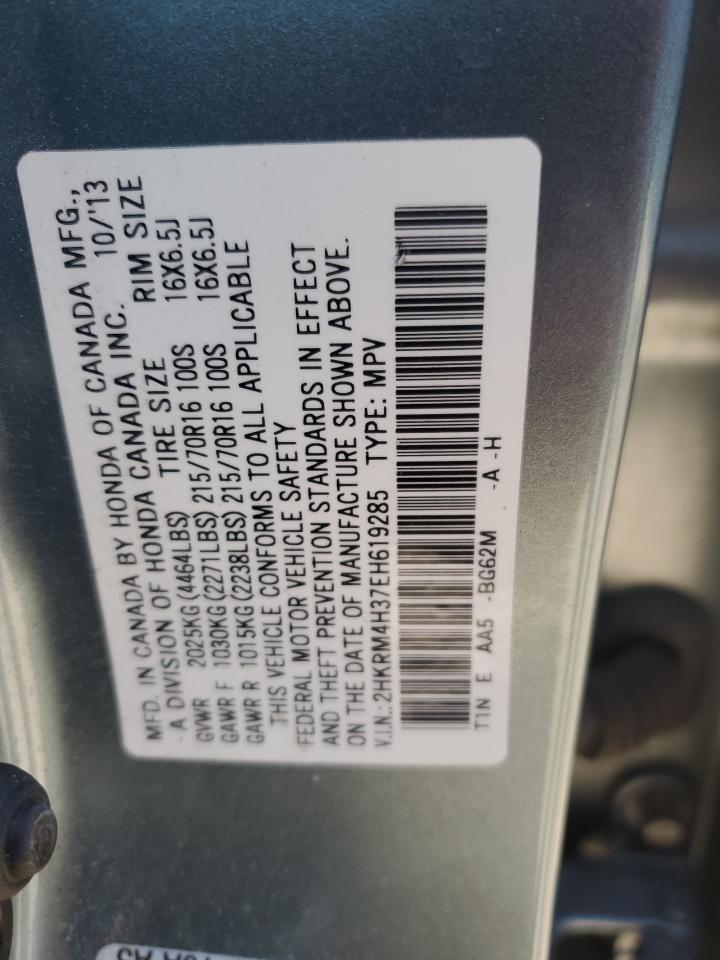 MFD. IN CANADA BY HONDA OF CANADA MFG.,
A DIVISION OF HONDA CANADA INC. 10/'13
TIRE SIZE RIM SIZE
GVWR 2025KG(4464LBS)
GAWR F 1030KG(2271LBS) 215/70R16 100S 16X6.5J
GAWR R 1015KG(2238LBS) 215/70R16 100S 16X6.5J
THIS VEHICLE CONFORMS TO ALL APPLICABLE
FEDERAL MOTOR VEHICLE SAFETY
AND THEFT PREVENTION STANDARDS IN EFFECT
ON THE DATE OF MANUFACTURE SHOWN ABOVE.
V.I.N.: 2HKRM4H37EH619285 TYPE: MPV
T1N E AA5 -BG62M -A -H